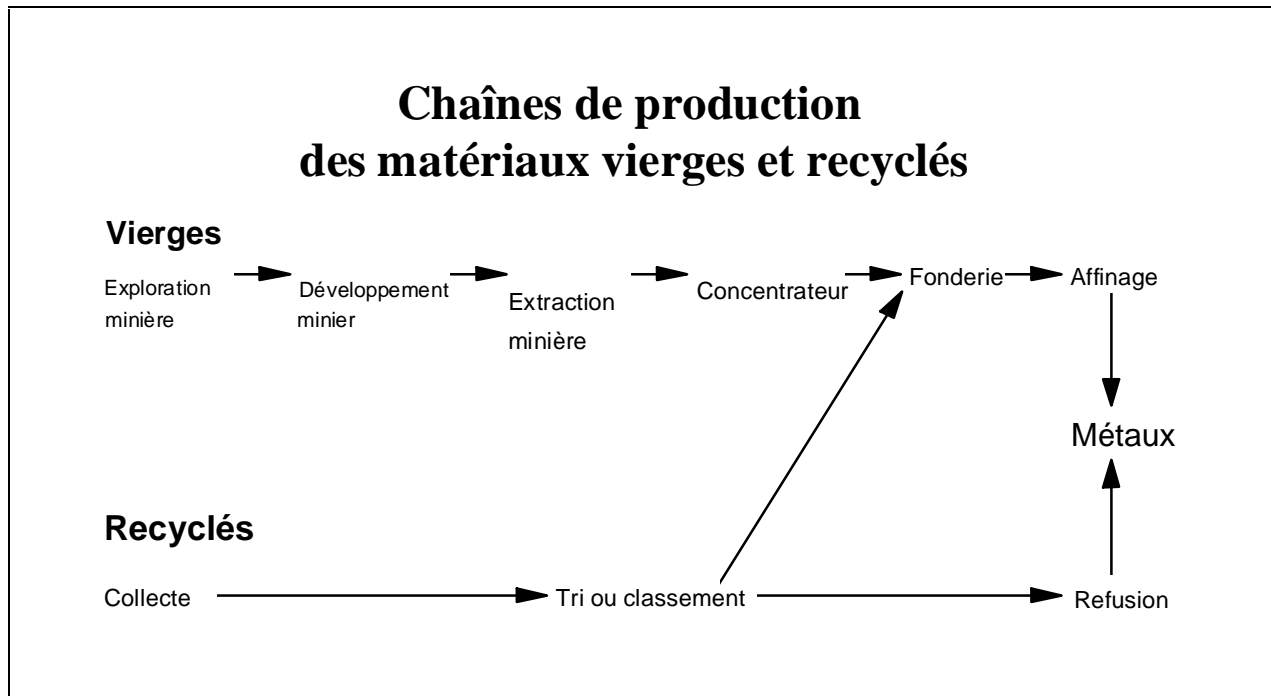 Chaînes de production
des matériaux vierges et recyclés
Vierges
Exploration
minière
Développement
minier
Extraction
minière
Concentrateur
Fonderie
Affinage
Métaux
Recyclés
Collecte
Tri ou classement
Refusion